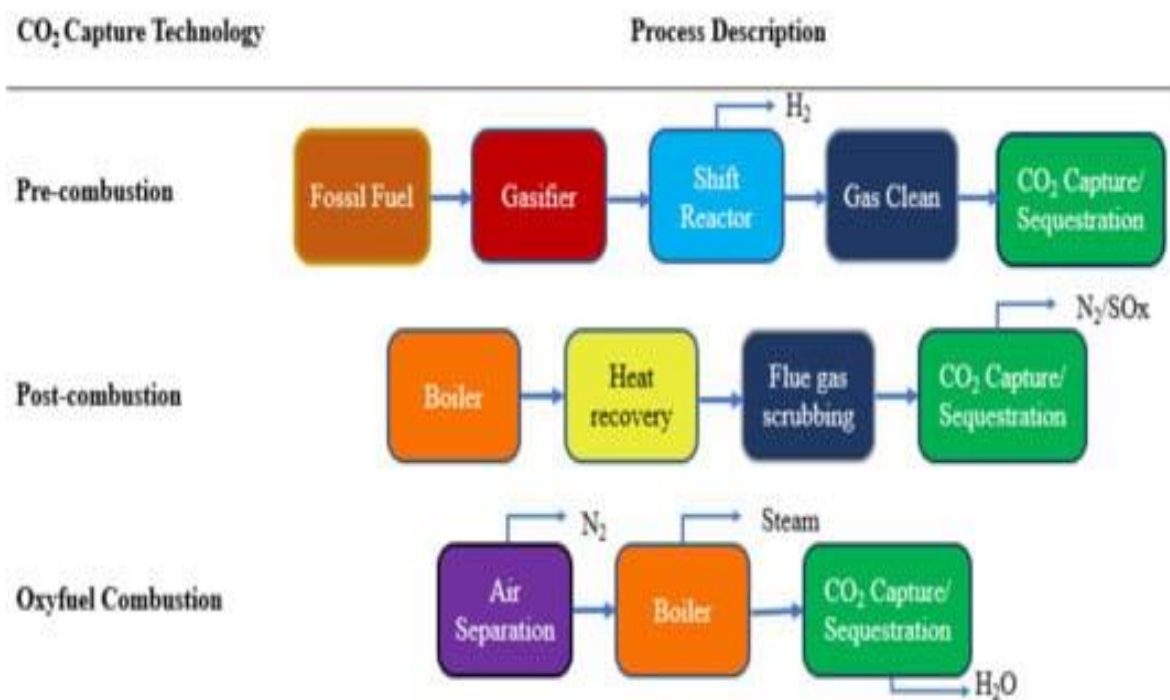 CO₂ Capture Technology
Process Description
H₂
Pre-combustion
Fossil Fuel
Gasifier
Shift
Reactor
Gas Clean
CO₂ Capture/
Sequestration
N₂/SOx
Post-combustion
Boiler
Heat
recovery
Flue gas
scrubbing
CO₂ Capture/
Sequestration
N₂
Steam
Oxyfuel Combustion
Air
Separation
Boiler
CO₂ Capture/
Sequestration
H₂O